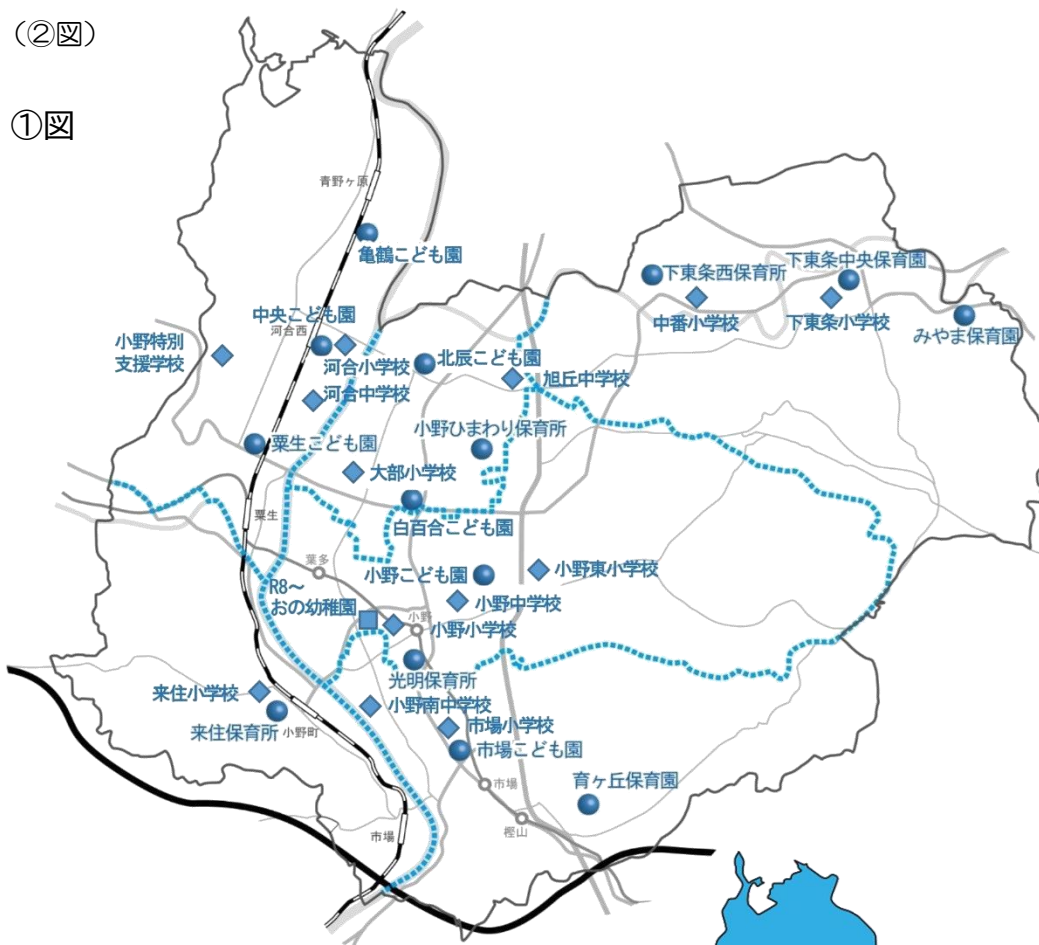 (②図)
①図
青野ヶ原
亀鶴こども園
中央こども園
河合西
小野特別
支援学校
河合小学校
河合中学校
北辰こども園
旭丘中学校
下東条西保育所
中番小学校
下東条中央保育園
下東条小学校
みやま保育園
粟生こども園
小野ひまわり保育所
大部小学校
白百合こども園
粟生
葉多
小野こども園
小野東小学校
R8～
おの幼稚園
小野中学校
小野
小野小学校
光明保育所
来住小学校
来住保育所
小野町
小野南中学校
市場小学校
市場こども園
市場
育ヶ丘保育園
樫山
市場